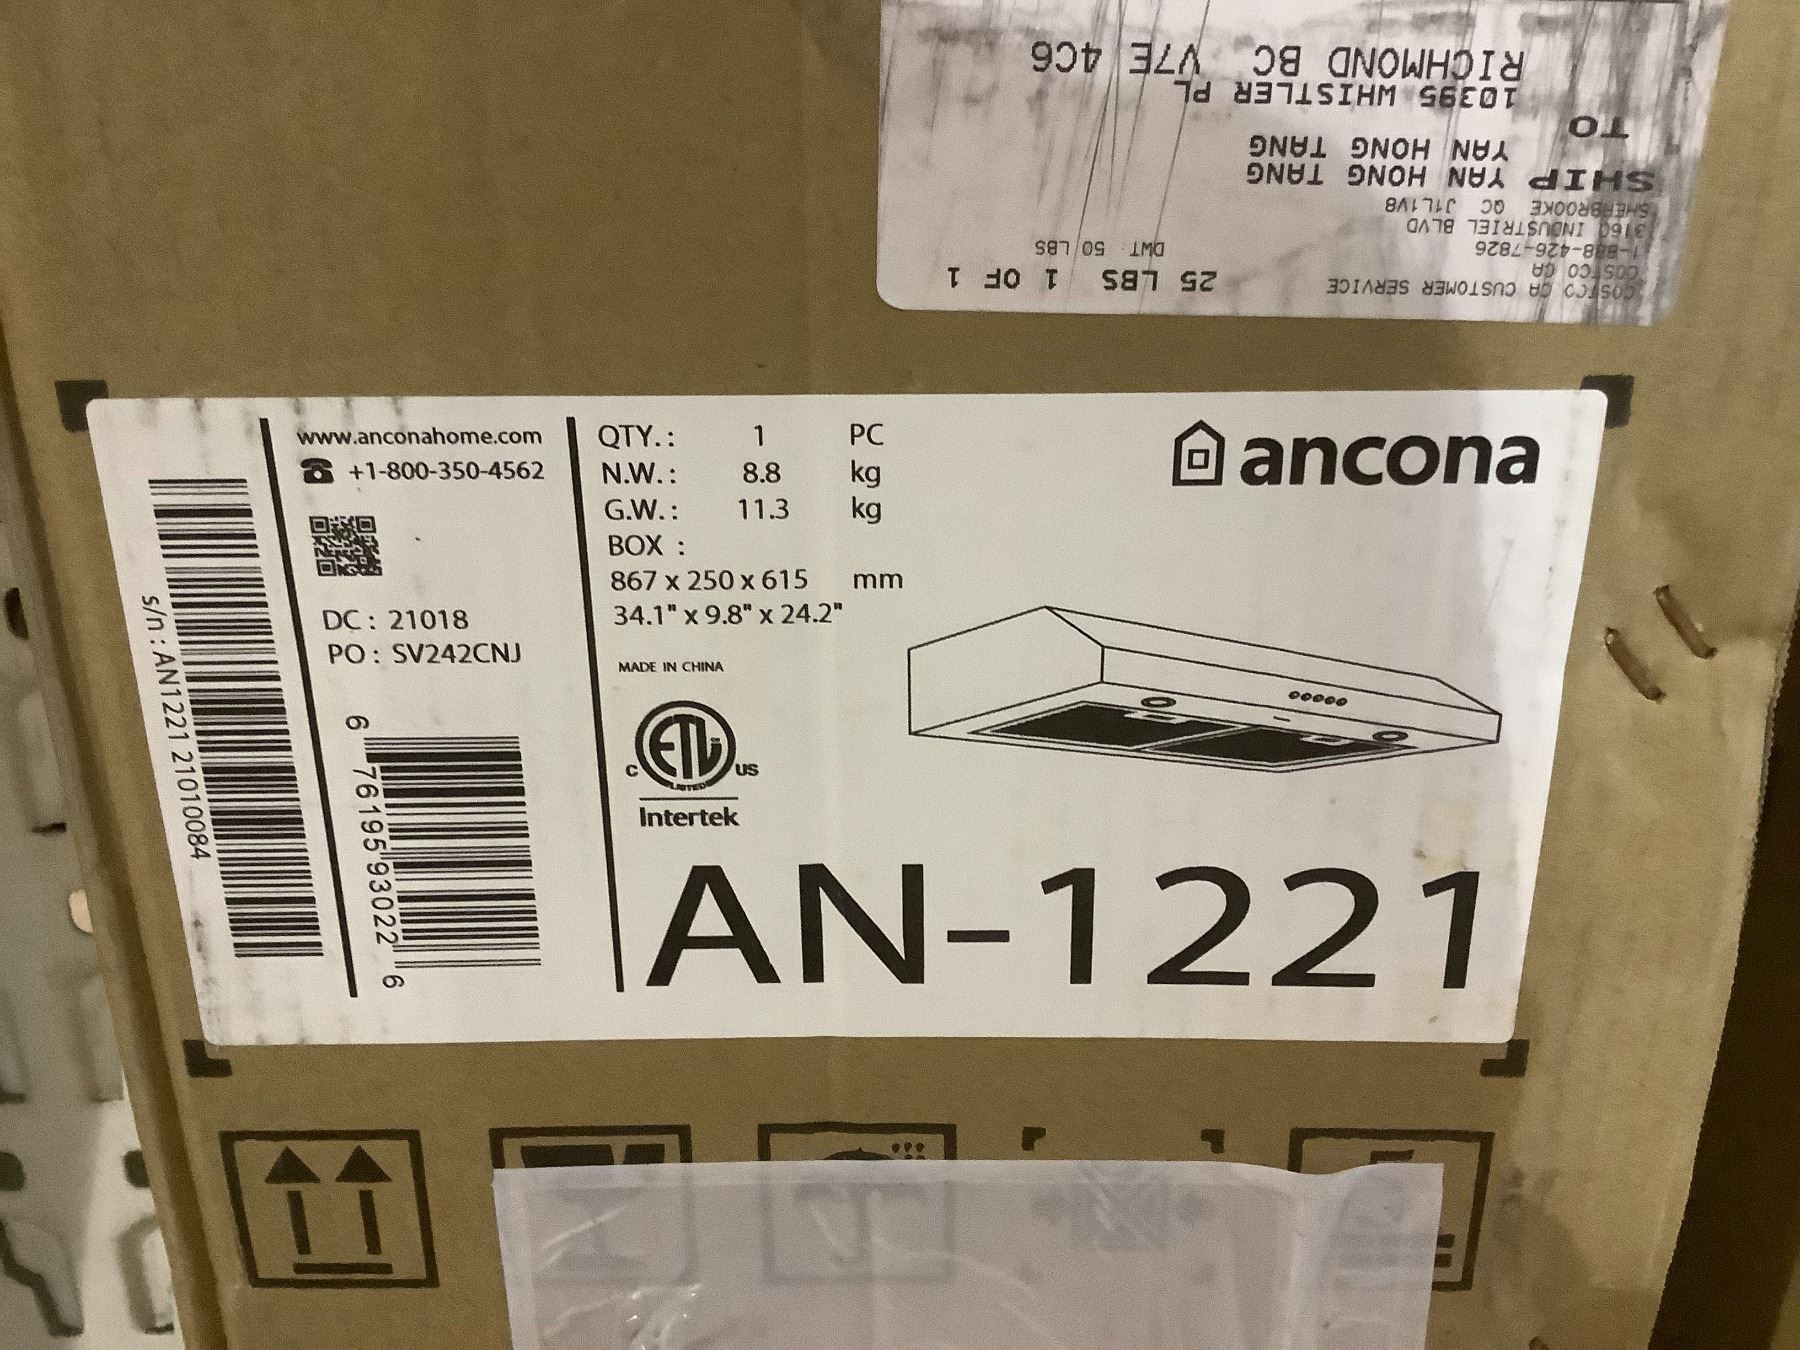 COSTCO CA CUSTOMER SERVICE
COSTCO CA
1-888-426-7826
3160 INDUSTRIEL BLVD
SHERBROOKE QC J1L1V8
25 LBS 1 OF 1
DWT: 50 LBS
SHIP
TO
YAN HONG TANG
YAN HONG TANG
10395 WHISTLER PL
RICHMOND BC V7E 4C6
s/n : AN1221 21010084
www.anconahome.com
+1-800-350-4562
DC : 21018
PO : SV242CNJ
6 76195 93022 6
QTY. : 1 PC
N.W. : 8.8 kg
G.W. : 11.3 kg
BOX :
867 x 250 x 615 mm
34.1" x 9.8" x 24.2"
MADE IN CHINA
C ETL US
LISTED
Intertek
ancona
AN-1221